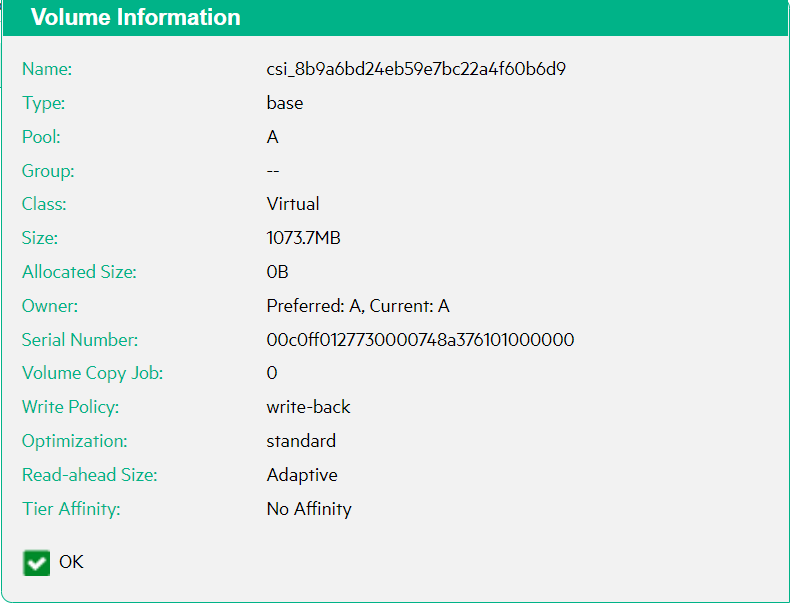 Volume Information
Name: csi_8b9a6bd24eb59e7bc22a4f60b6d9
Type: base
Pool: A
Group: --
Class: Virtual
Size: 1073.7MB
Allocated Size: 0B
Owner: Preferred: A, Current: A
Serial Number: 00c0ff0127730000748a376101000000
Volume Copy Job: 0
Write Policy: write-back
Optimization: standard
Read-ahead Size: Adaptive
Tier Affinity: No Affinity
OK